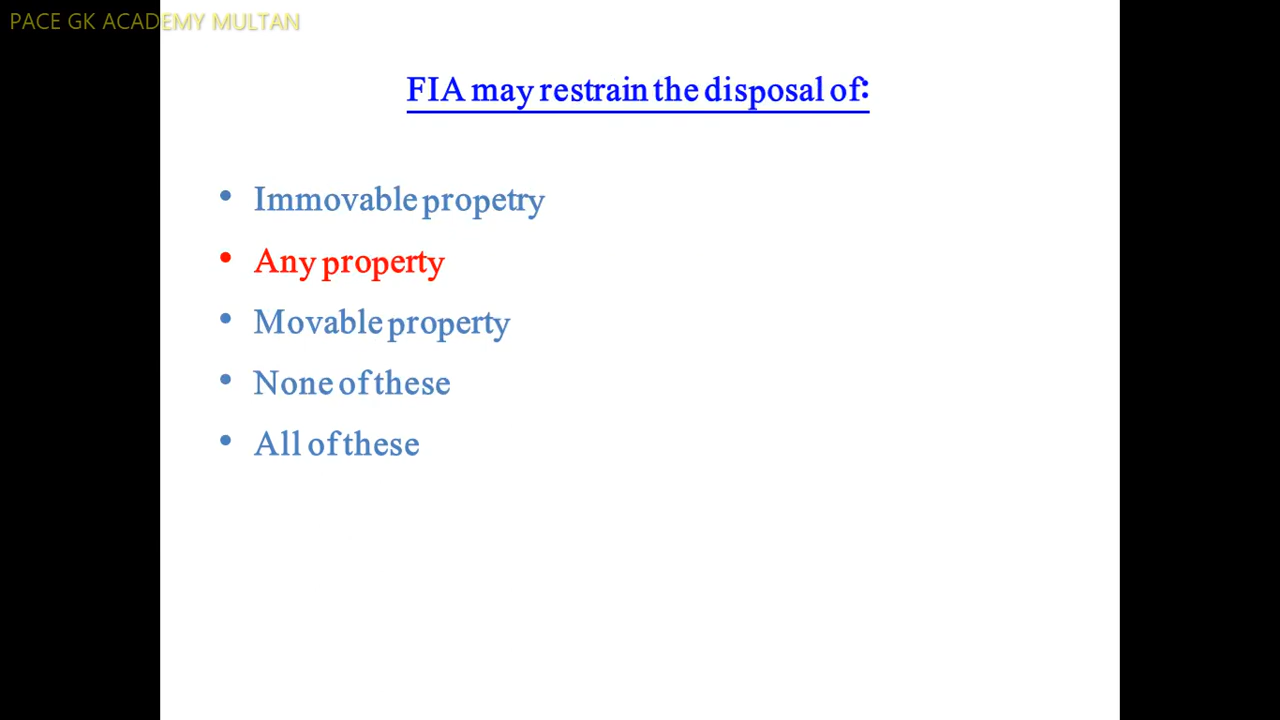 PACE GK ACADEMY MULTAN
FIA may restrain the disposal of:
• Immovable propetry
• Any property
• Movable property
• None of these
• All of these